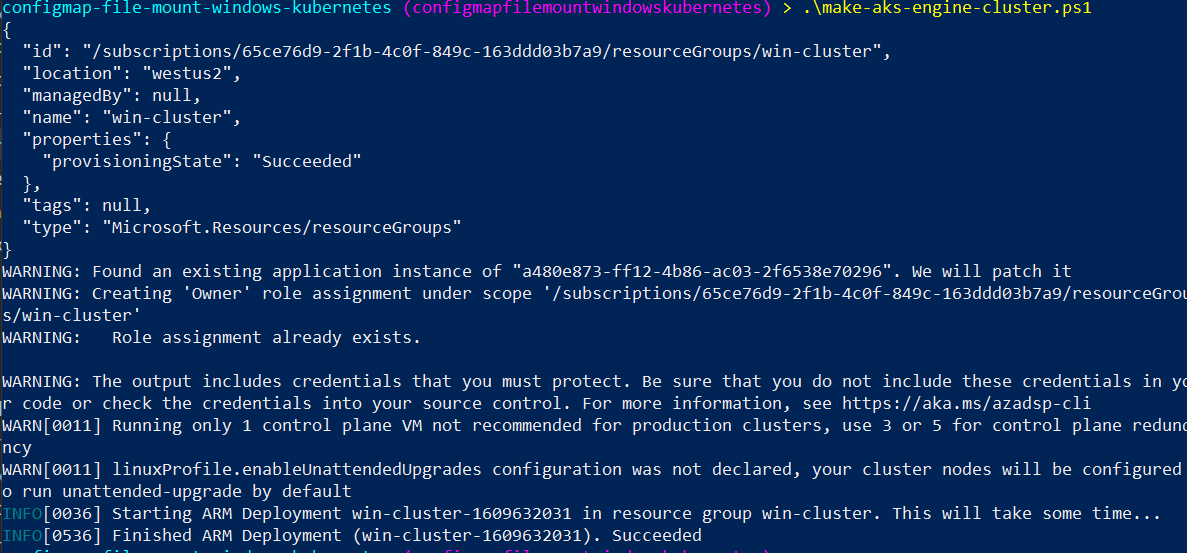 configmap-file-mount-windows-kubernetes (configmapfilemountwindowskubernetes) > .\make-aks-engine-cluster.ps1
{
  "id": "/subscriptions/65ce76d9-2f1b-4c0f-849c-163ddd03b7a9/resourceGroups/win-cluster",
  "location": "westus2",
  "managedBy": null,
  "name": "win-cluster",
  "properties": {
    "provisioningState": "Succeeded"
  },
  "tags": null,
  "type": "Microsoft.Resources/resourceGroups"
}
WARNING: Found an existing application instance of "a480e873-ff12-4b86-ac03-2f6538e70296". We will patch it
WARNING: Creating 'Owner' role assignment under scope '/subscriptions/65ce76d9-2f1b-4c0f-849c-163ddd03b7a9/resourceGrou
s/win-cluster'
WARNING:   Role assignment already exists.
WARNING: The output includes credentials that you must protect. Be sure that you do not include these credentials in yo
r code or check the credentials into your source control. For more information, see https://aka.ms/azadsp-cli
WARN[0011] Running only 1 control plane VM not recommended for production clusters, use 3 or 5 for control plane redund
ncy
WARN[0011] linuxProfile.enableUnattendedUpgrades configuration was not declared, your cluster nodes will be configured
o run unattended-upgrade by default
INFO[0036] Starting ARM Deployment win-cluster-1609632031 in resource group win-cluster. This will take some time...
INFO[0536] Finished ARM Deployment (win-cluster-1609632031). Succeeded